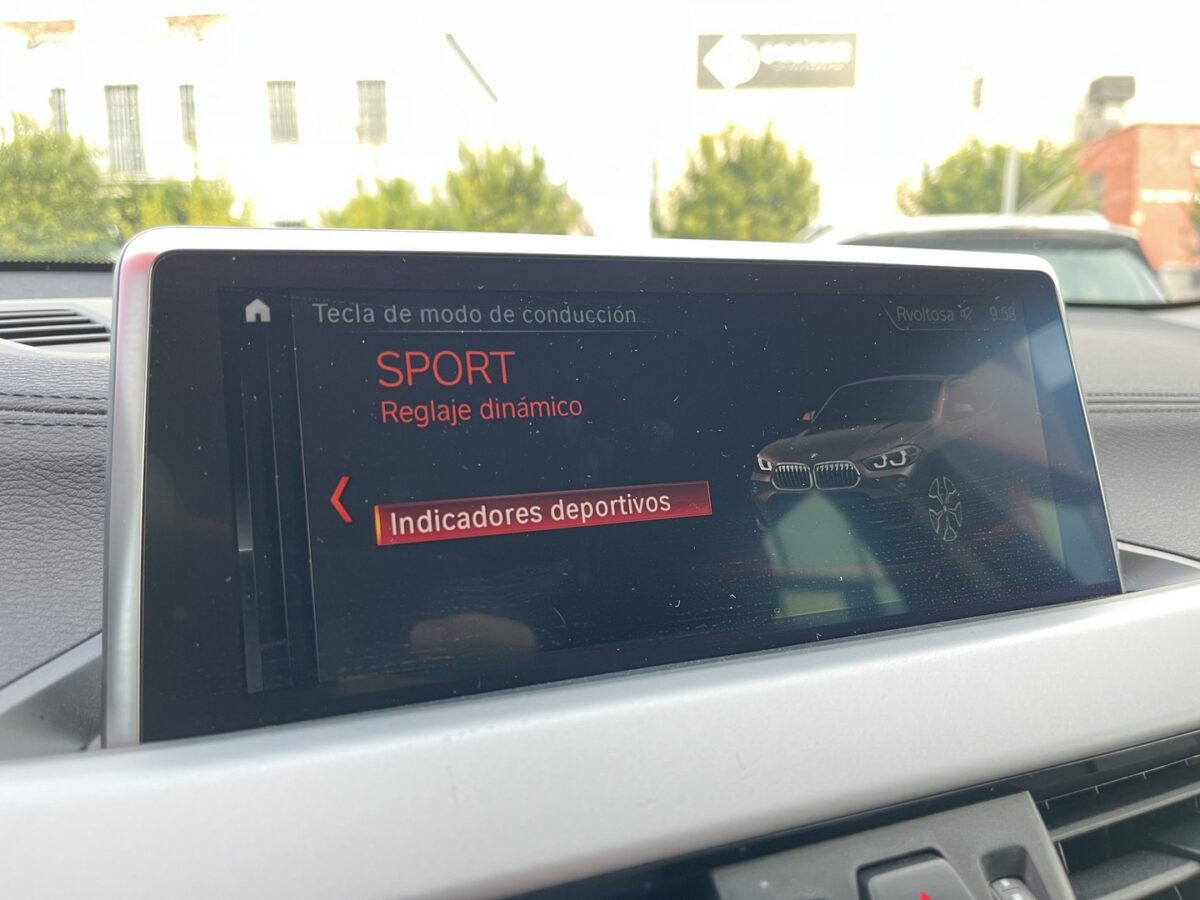 Tecla de modo de conducción
Rvoltosa 9:58
SPORT
Reglaje dinámico
Indicadores deportivos